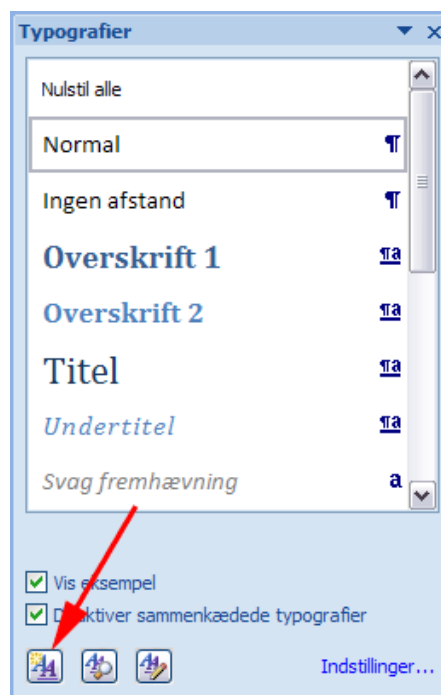 Typografier
Nulstil alle
Normal ¶
Ingen afstand ¶
Overskrift 1 ¶a
Overskrift 2 ¶a
Titel ¶a
Undertitel ¶a
Svag fremhævning a
Vis eksempel
sammenkædede typografier
Indstillinger...